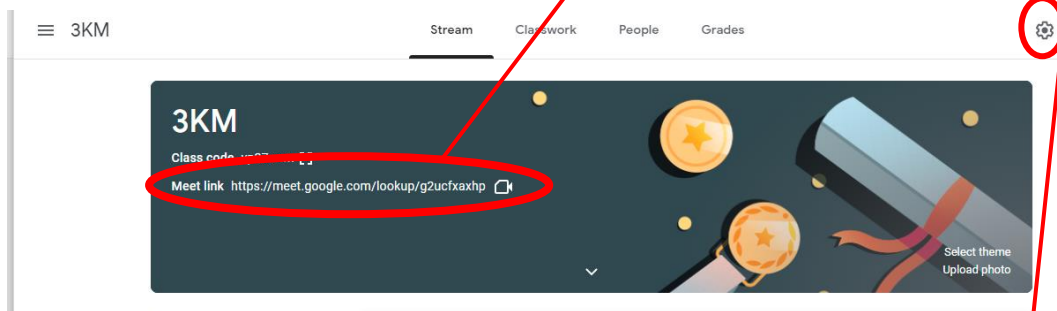 3KM
Stream Classwork People Grades
3KM
Class code
Meet link https://meet.google.com/lookup/g2ucfxaxhp
Select theme
Upload photo